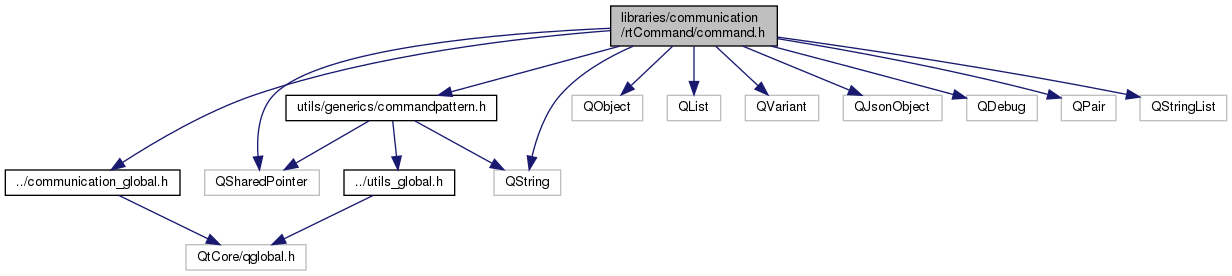 libraries/communication
/rtCommand/command.h
utils/generics/commandpattern.h
QObject
QList
QVariant
QJsonObject
QDebug
QPair
QStringList
../communication_global.h
QSharedPointer
../utils_global.h
QString
QtCore/qglobal.h